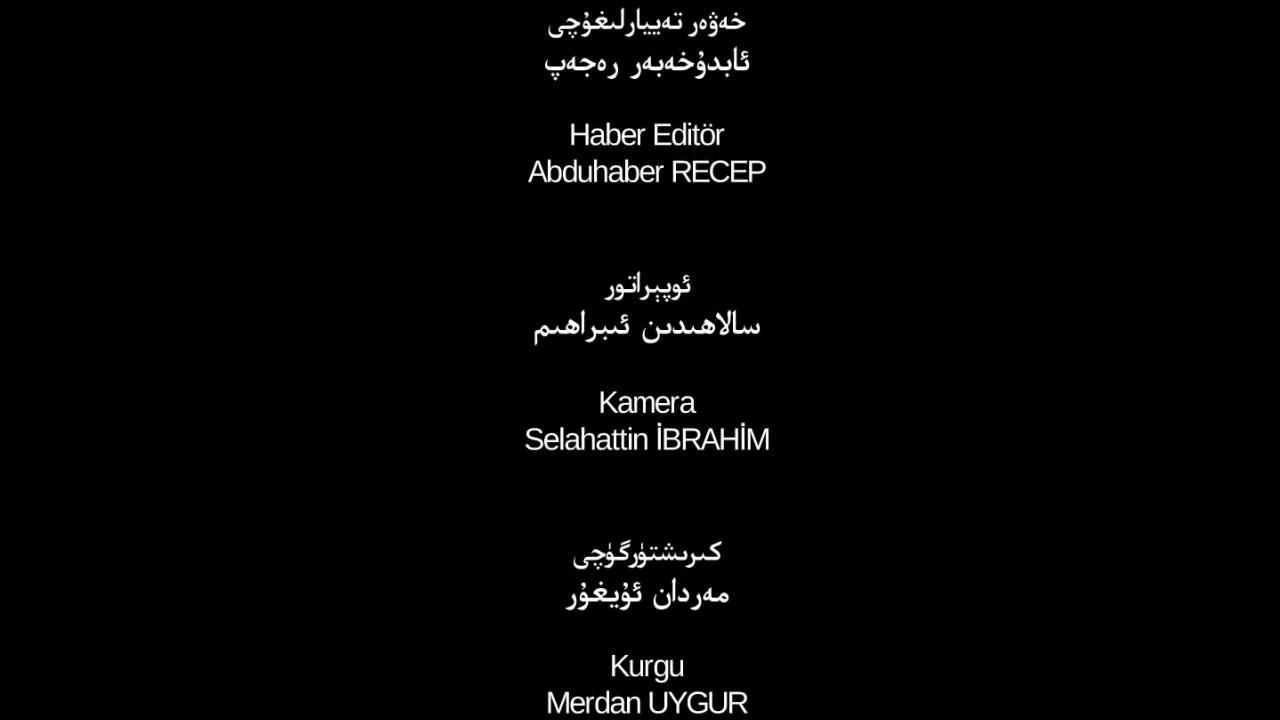 خەۋەر تەييارلىغۇچى
ئابدۇخەبەر رەجەپ
Haber Editör
Abduhaber RECEP
ئوپېراتور
سالاھىدىن ئىبراھىم
Kamera
Selahattin İBRAHİM
كىرىشتۈرگۈچى
مەردان ئۇيغۇر
Kurgu
Merdan UYGUR